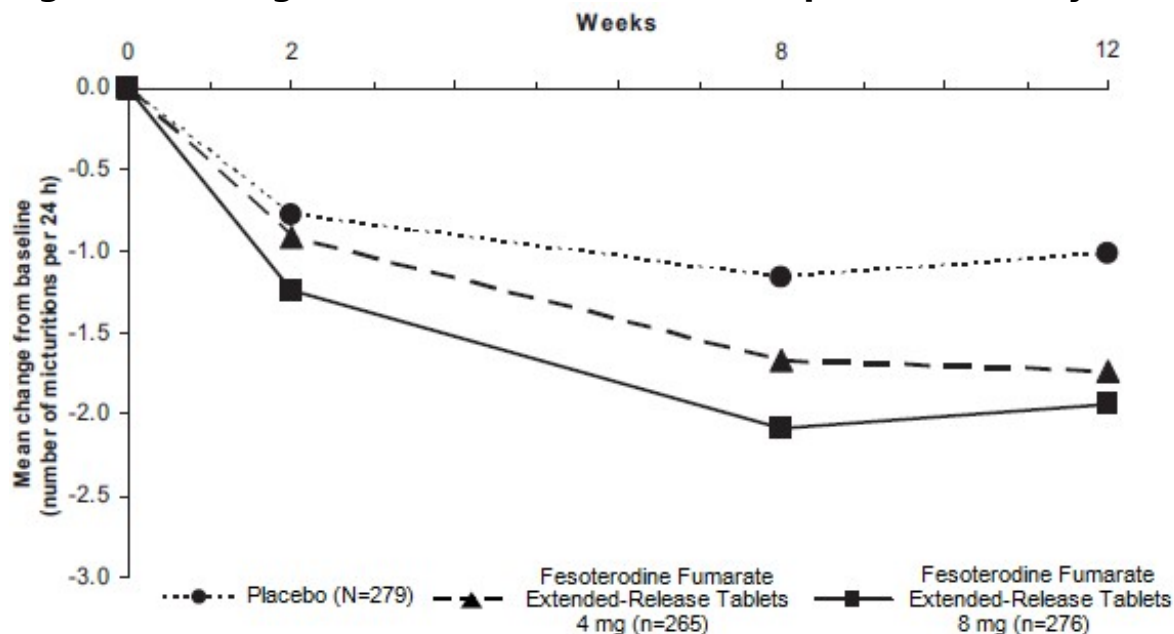 Weeks
0 2 8 12
0.0
-0.5
-1.0
-1.5
-2.0
-2.5
-3.0
Mean change from baseline
(number of micturitions per 24 h)
Placebo (N=279)
Fesoterodine Fumarate
Extended-Release Tablets
4 mg (n=265)
Fesoterodine Fumarate
Extended-Release Tablets
8 mg (n=276)